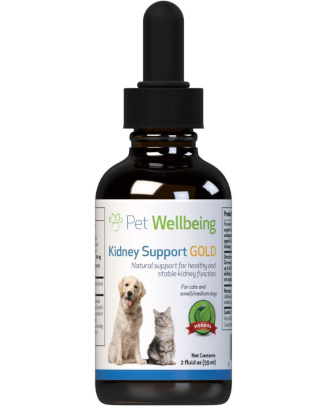 Pet Wellbeing
Kidney Support GOLD
Natural support for healthy and
stable kidney function
For cats and
small/medium dogs
HERBAL
Net Contents
2 fluid oz (59 ml)